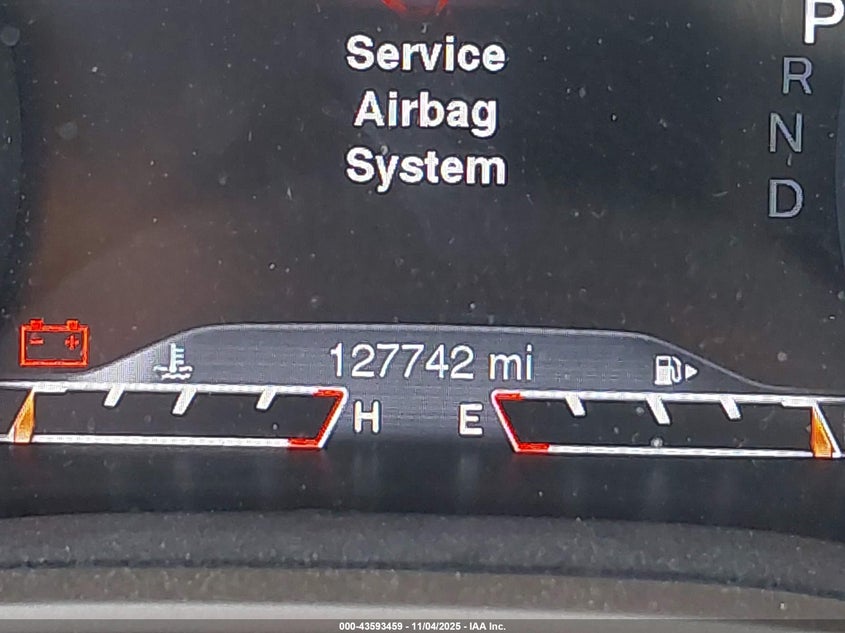 Service
Airbag
System
P
R
N
D
127742 mi
H
E
000-43593459 - 11/04/2025 - IAA Inc.